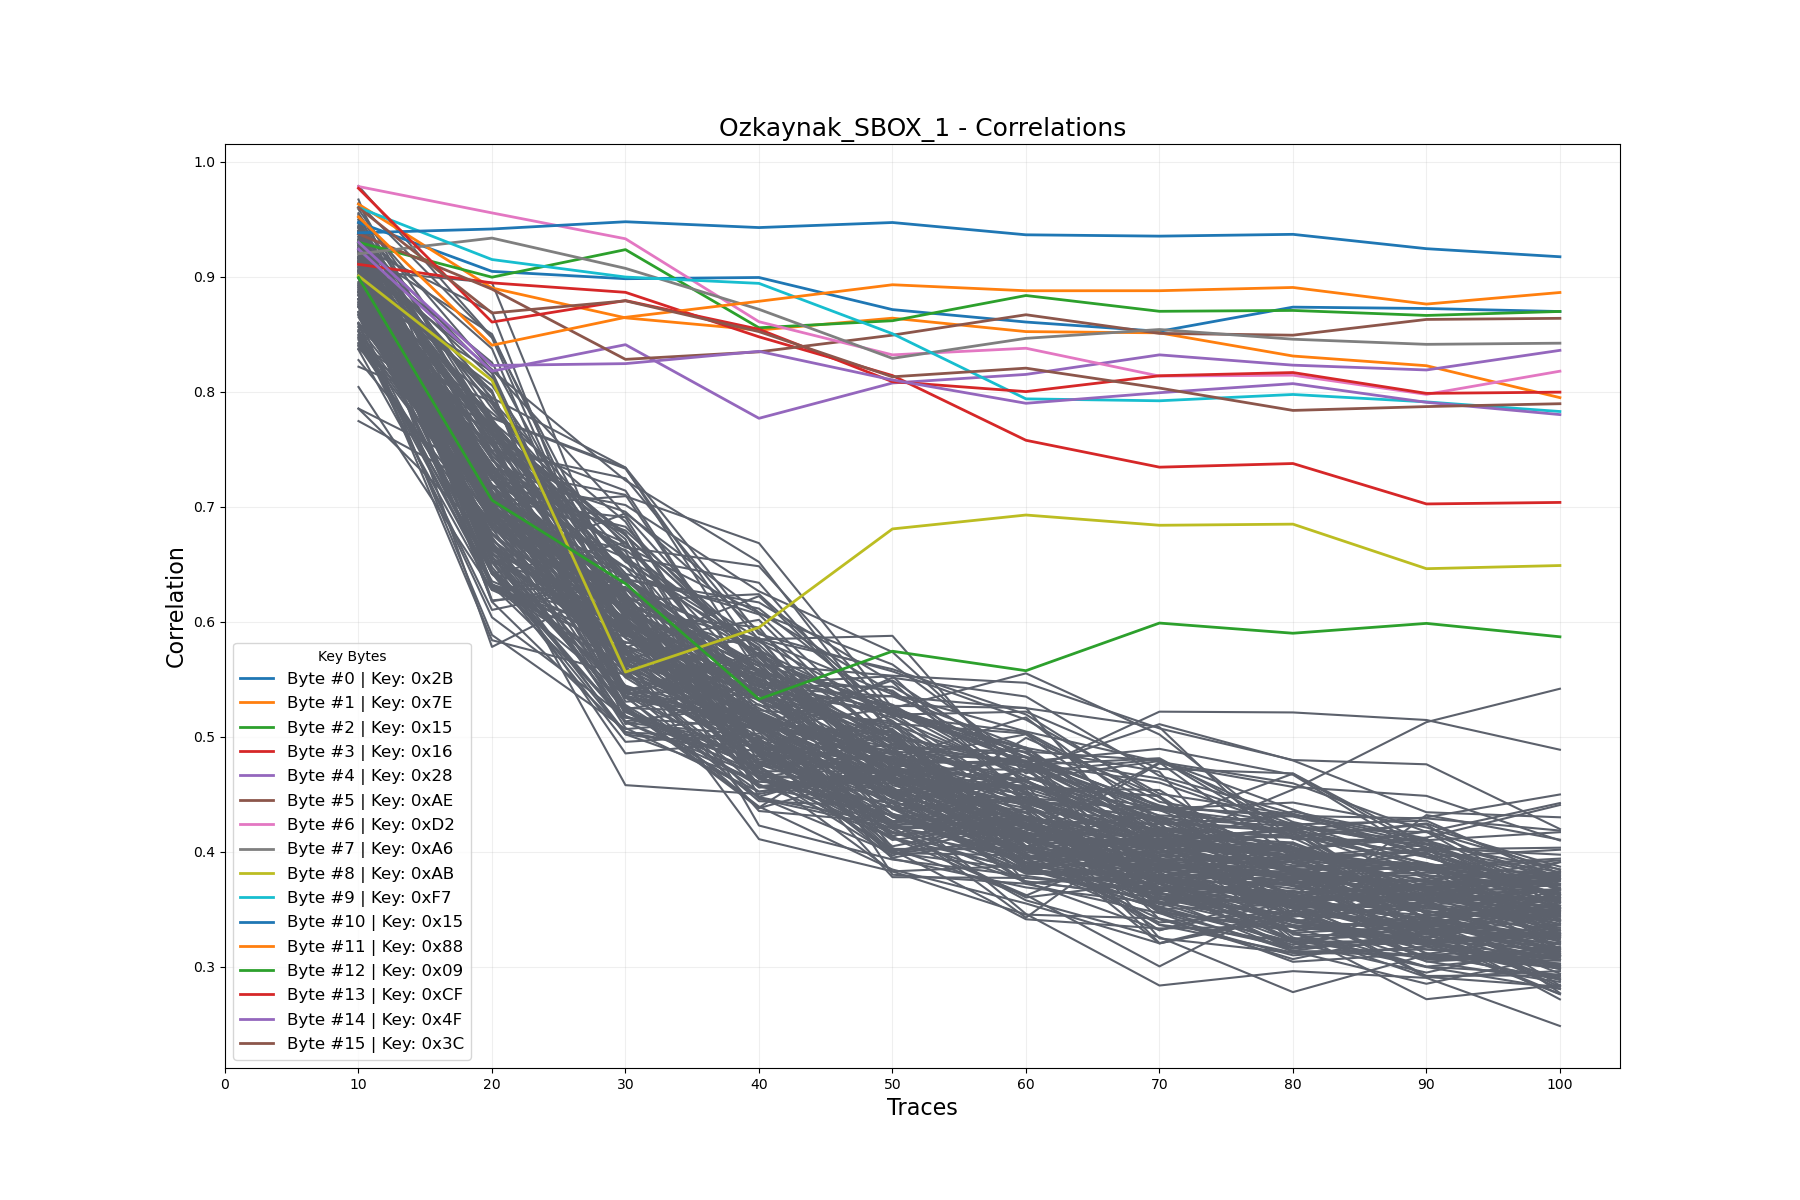 Ozkaynak_SBOX_1 - Correlations
Correlation
1.0
0.9
0.8
0.7
0.6
0.5
0.4
0.3
Key Bytes
Byte #0 | Key: 0x2B
Byte #1 | Key: 0x7E
Byte #2 | Key: 0x15
Byte #3 | Key: 0x16
Byte #4 | Key: 0x28
Byte #5 | Key: 0xAE
Byte #6 | Key: 0xD2
Byte #7 | Key: 0xA6
Byte #8 | Key: 0xAB
Byte #9 | Key: 0xF7
Byte #10 | Key: 0x15
Byte #11 | Key: 0x88
Byte #12 | Key: 0x09
Byte #13 | Key: 0xCF
Byte #14 | Key: 0x4F
Byte #15 | Key: 0x3C
0 10 20 30 40 50 60 70 80 90 100
Traces